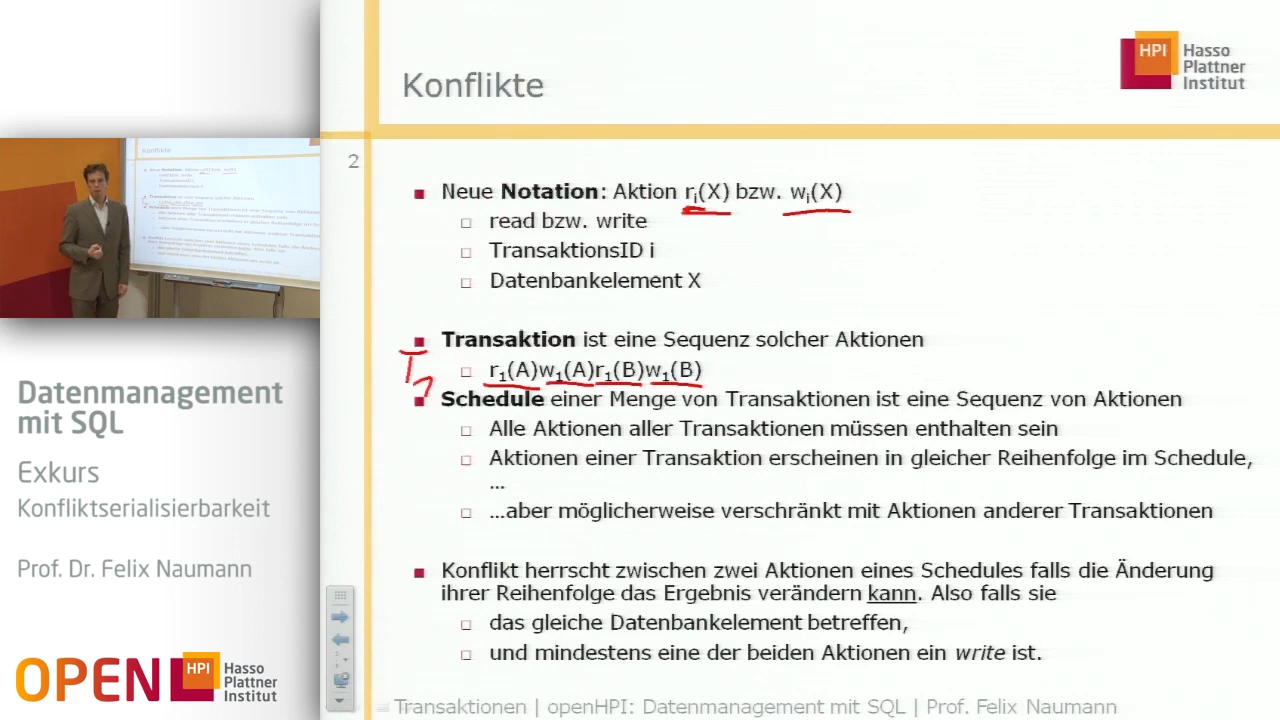 Konflikte
HPI Hasso
Plattner
Institut
2
Neue Notation: Aktion ri(X) bzw. wi(X)
read bzw. write
TransaktionsID i
Datenbankelement X
Transaktion ist eine Sequenz solcher Aktionen
r1(A)w1(A)r1(B)w1(B)
T1
Schedule einer Menge von Transaktionen ist eine Sequenz von Aktionen
Alle Aktionen aller Transaktionen müssen enthalten sein
Aktionen einer Transaktion erscheinen in gleicher Reihenfolge im Schedule,
…
…aber möglicherweise verschränkt mit Aktionen anderer Transaktionen
Konflikt herrscht zwischen zwei Aktionen eines Schedules falls die Änderung
ihrer Reihenfolge das Ergebnis verändern kann. Also falls sie
das gleiche Datenbankelement betreffen,
und mindestens eine der beiden Aktionen ein write ist.
Transaktionen | openHPI: Datenmanagement mit SQL | Prof. Felix Naumann
Konflikte
Datenmanagement
mit SQL
Exkurs
Konfliktserialisierbarkeit
Prof. Dr. Felix Naumann
OPEN HPI Hasso
Plattner
Institut